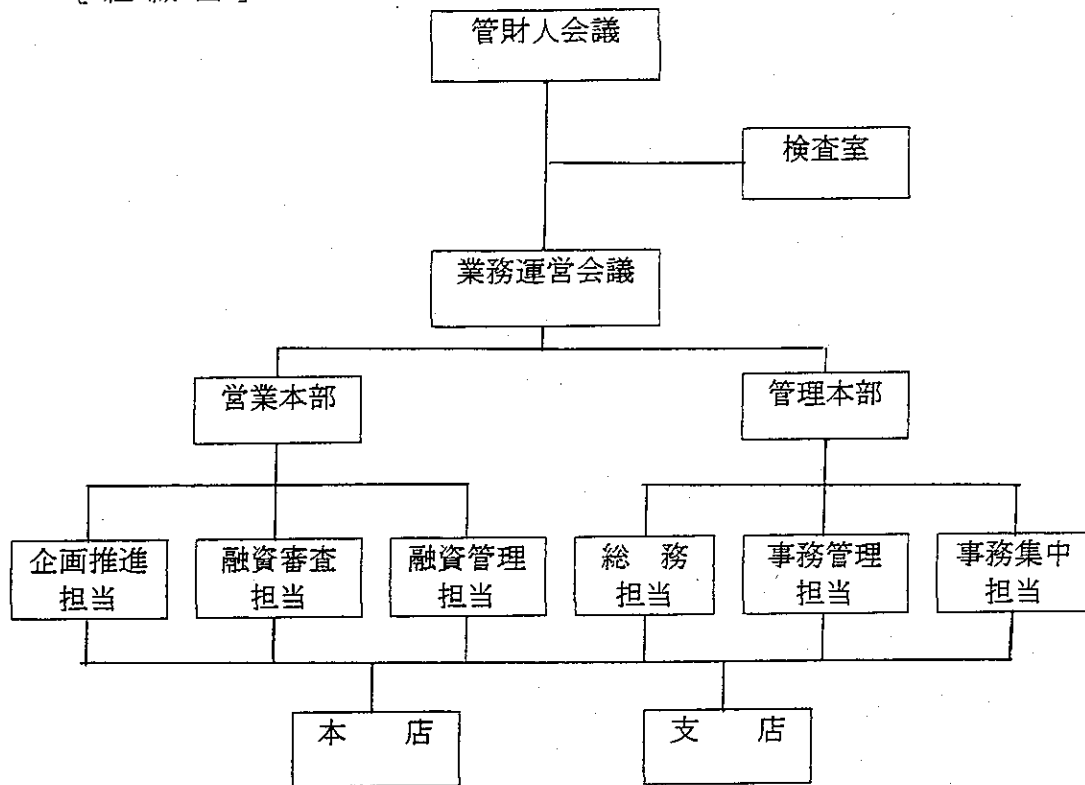 管財人会議
検査室
業務運営会議
営業本部
管理本部
企画推進
担当
融資審査
担当
融資管理
担当
総　務
担当
事務管理
担当
事務集中
担当
本　　店
支　　店